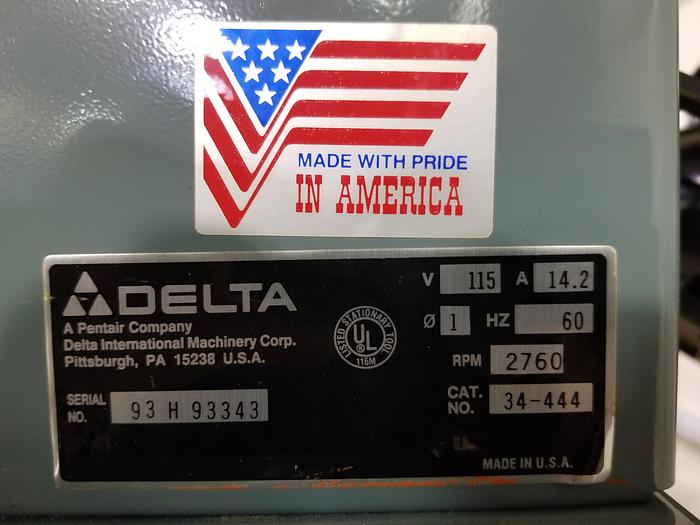 MADE WITH PRIDE
IN AMERICA
DELTA
A Pentair Company
Delta International Machinery Corp.
Pittsburgh, PA 15238 U.S.A.
SERIAL NO. 93 H 93343
LISTED STATIONARY TOOL
UL
®
116M
V 115 A 14.2
Ø 1 HZ 60
RPM 2760
CAT. NO. 34-444
MADE IN U.S.A.